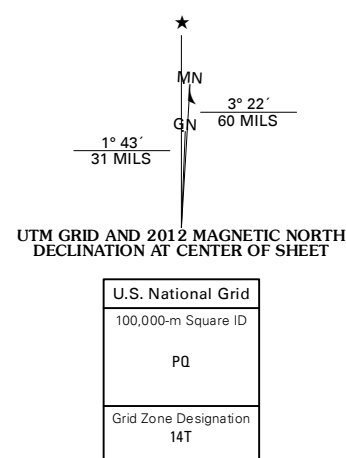 ★
MN
3° 22´
GN
60 MILS
1° 43´
31 MILS
UTM GRID AND 2012 MAGNETIC NORTH
DECLINATION AT CENTER OF SHEET
U.S. National Grid
100,000-m Square ID
PQ
Grid Zone Designation
14T